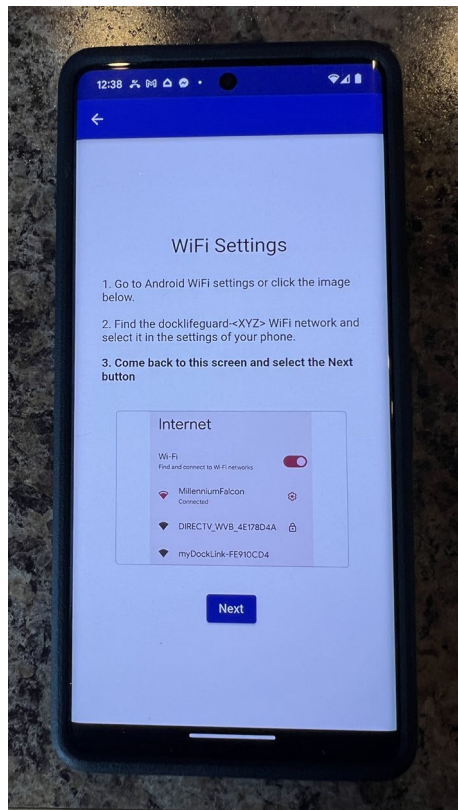 12:38
WiFi Settings
1. Go to Android WiFi settings or click the image
below.
2. Find the docklifeguard-<XYZ> WiFi network and
select it in the settings of your phone.
3. Come back to this screen and select the Next
button
Internet
Wi-Fi
Find and connect to Wi-Fi networks
MillenniumFalcon
Connected
DIRECTV_WVB_4E178D4A
myDockLink-FE910CD4
Next